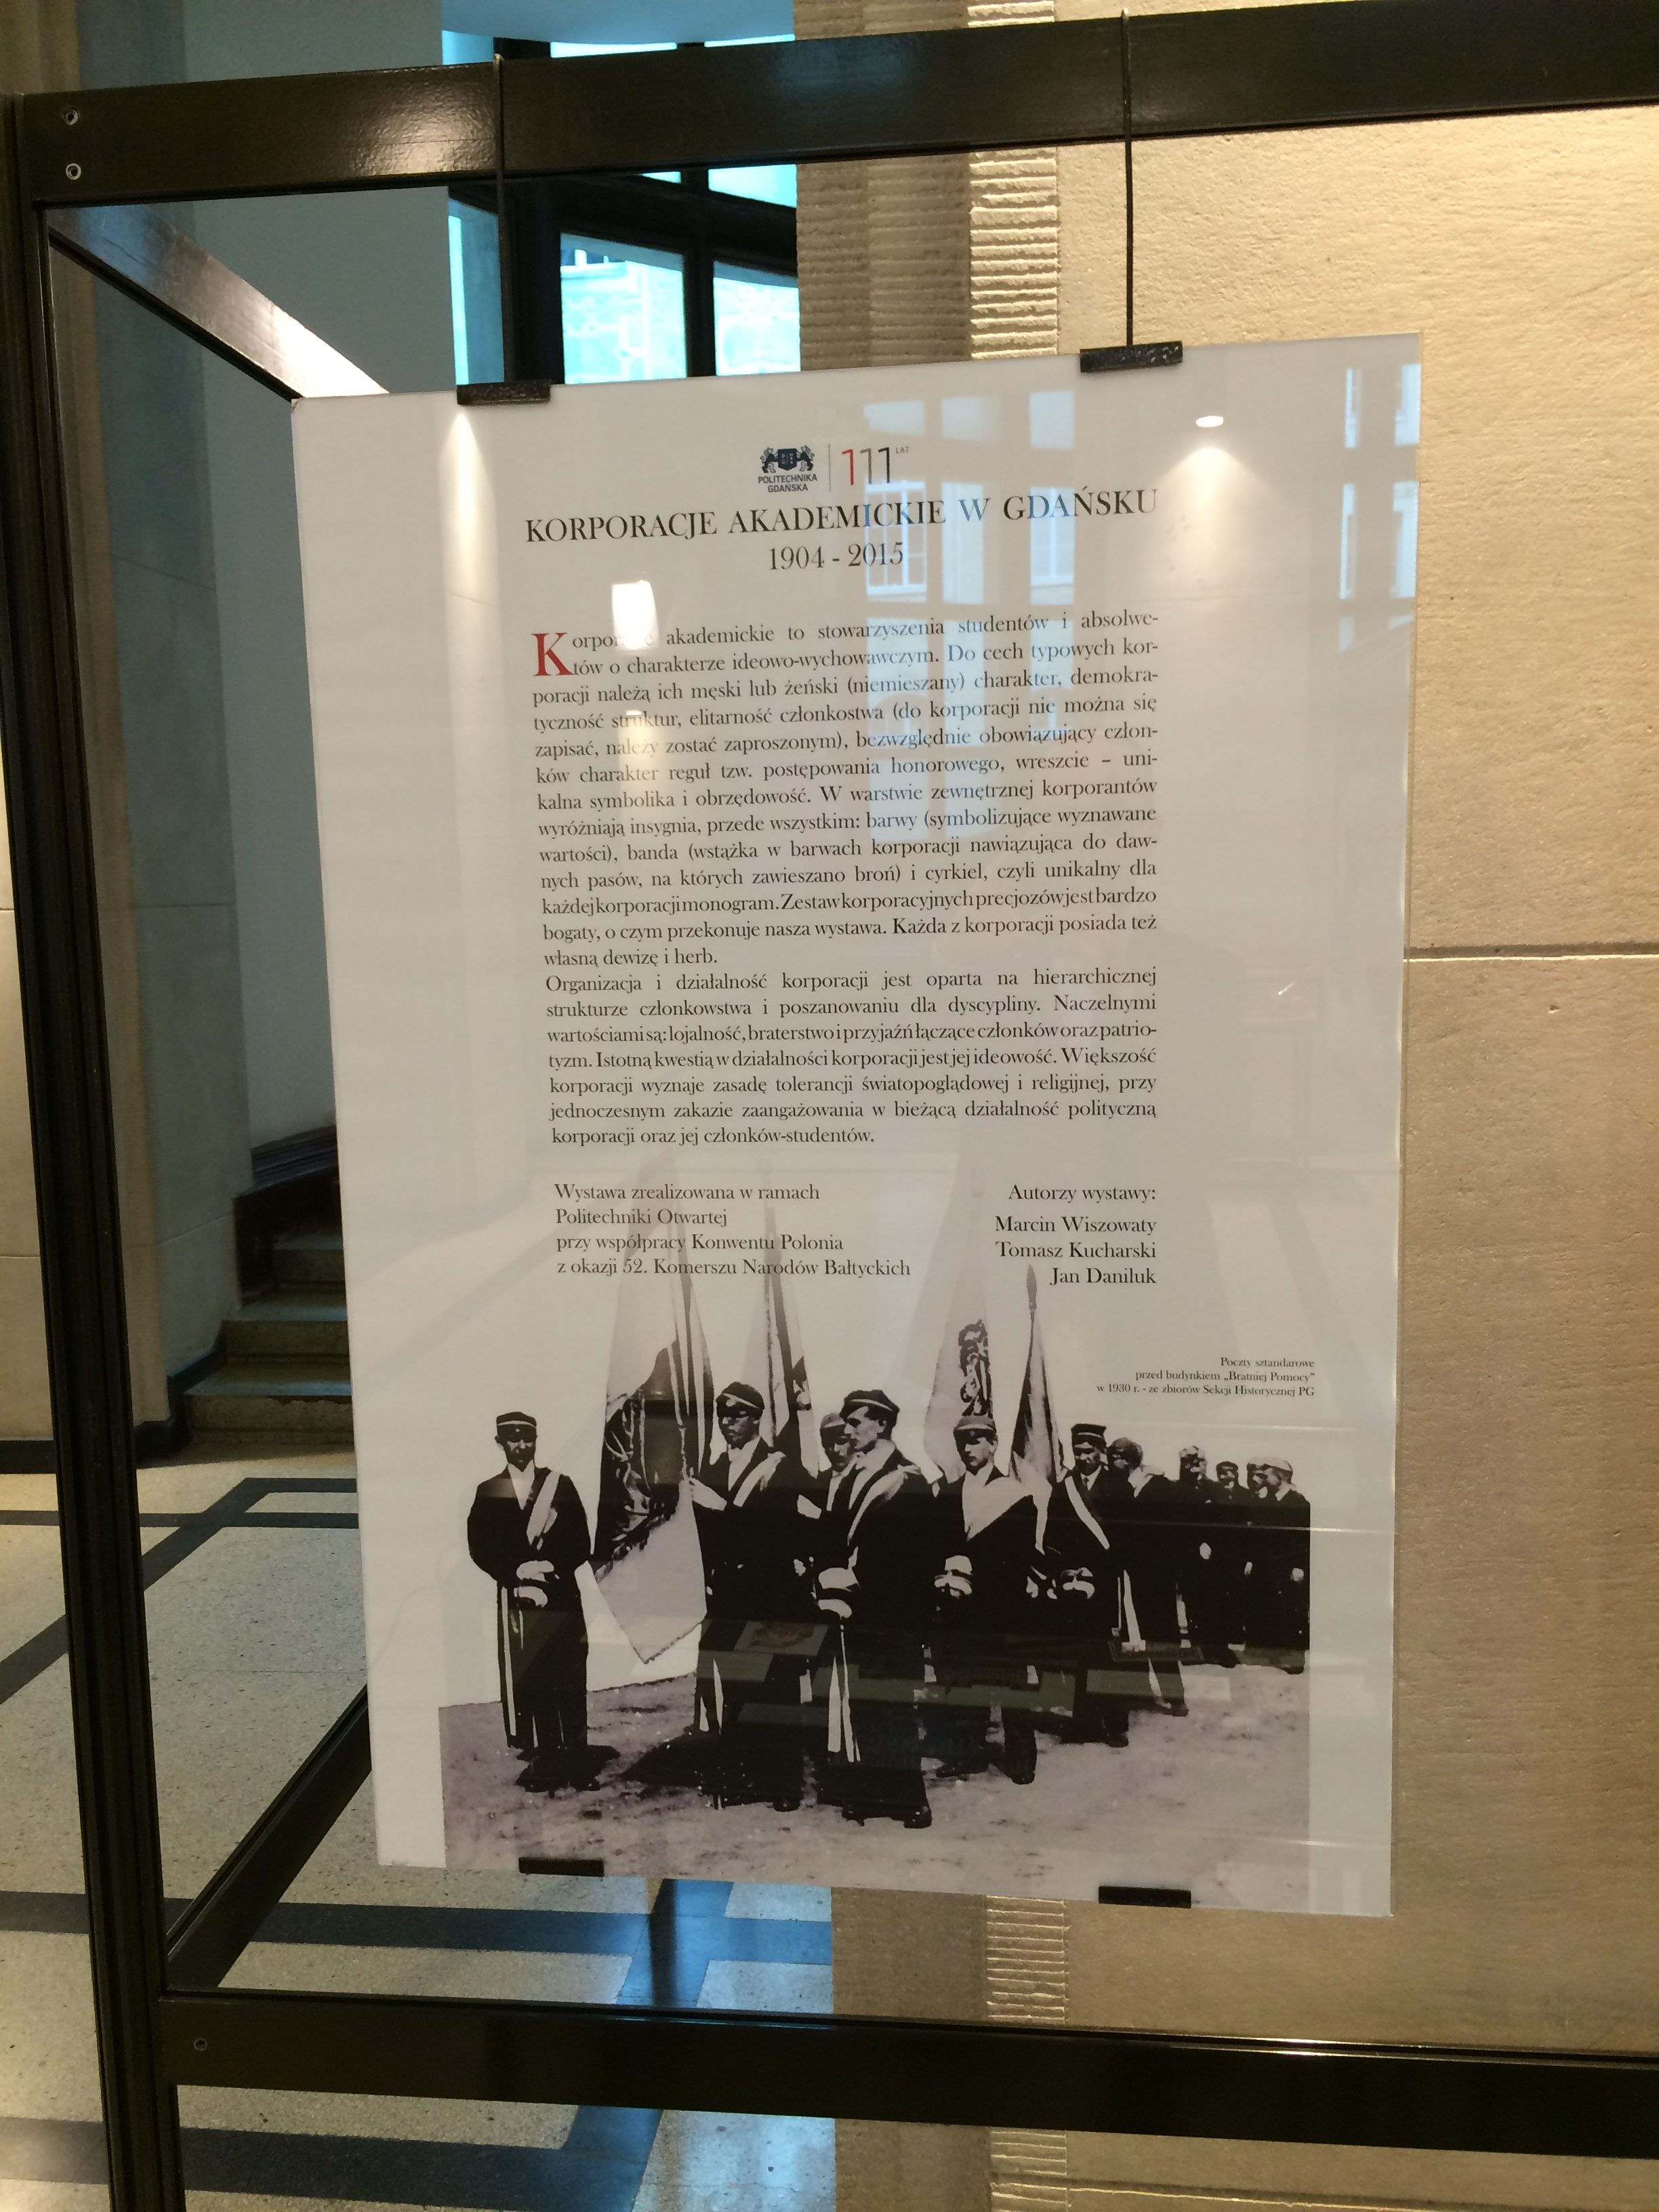 POLITECHNIKA
GDAŃSKA
111 LAT
KORPORACJE AKADEMICKIE W GDAŃSKU
1904 - 2015
Korporacje akademickie to stowarzyszenia studentów i absolwe-
tów o charakterze ideowo-wychowawczym. Do cech typowych kor-
poracji należą ich męski lub żeński (niemieszany) charakter, demokra-
tyczność struktur, elitarność członkostwa (do korporacji nie można się
zapisać, należy zostać zaproszonym), bezwzględnie obowiązujący człon-
ków charakter reguł tzw. postępowania honorowego, wreszcie – uni-
kalna symbolika i obrzędowość. W warstwie zewnętrznej korporantów
wyróżniają insygnia, przede wszystkim: barwy (symbolizujące wyznawane
wartości), banda (wstążka w barwach korporacji nawiązująca do daw-
nych pasów, na których zawieszano broń) i cyrkiel, czyli unikalny dla
każdej korporacji monogram. Zestaw korporacyjnych precjozów jest bardzo
bogaty, o czym przekonuje nasza wystawa. Każda z korporacji posiada też
własną dewizę i herb.
Organizacja i działalność korporacji jest oparta na hierarchicznej
strukturze członkowstwa i poszanowaniu dla dyscypliny. Naczelnymi
wartościami są: lojalność, braterstwo i przyjaźń łączące członków oraz patrio-
tyzm. Istotną kwestią w działalności korporacji jest jej ideowość. Większość
korporacji wyznaje zasadę tolerancji światopoglądowej i religijnej, przy
jednoczesnym zakazie zaangażowania w bieżącą działalność polityczną
korporacji oraz jej członków-studentów.
Wystawa zrealizowana w ramach
Politechniki Otwartej
przy współpracy Konwentu Polonia
z okazji 52. Komerszu Narodów Bałtyckich
Autorzy wystawy:
Marcin Wiszowaty
Tomasz Kucharski
Jan Daniluk
Poczty sztandarowe
przed budynkiem „Bratniej Pomocy”
w 1930 r. - ze zbiorów Sekcji Historycznej PG